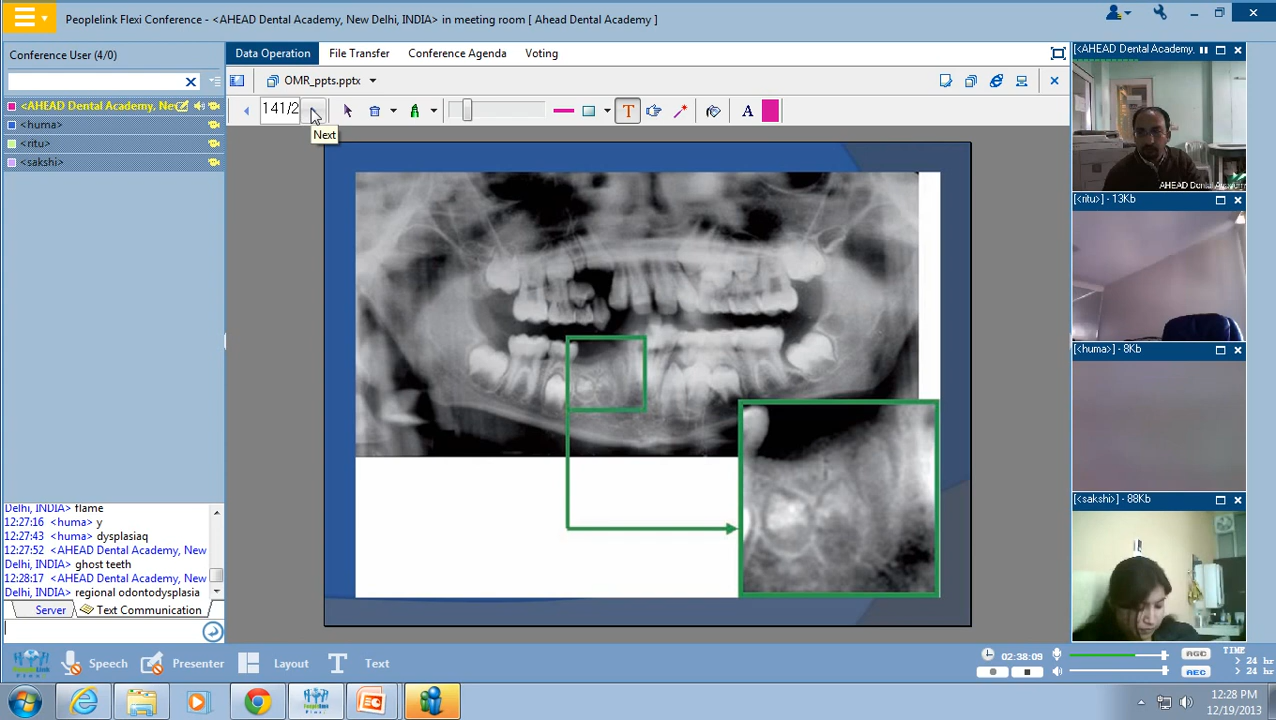 Peoplelink Flexi Conference - <AHEAD Dental Academy, New Delhi, INDIA> in meeting room [ Ahead Dental Academy ]
Conference User (4/0)
Data Operation
File Transfer
Conference Agenda
Voting
OMR_ppts.pptx
141/2
T
A
Next
<AHEAD Dental Academy, New
<huma>
<ritu>
<sakshi>
[<AHEAD Dental Academy,
AHEAD Dental Academy
[<ritu>] - 13Kb
[<huma>] - 8Kb
[<sakshi>] - 88Kb
Delhi, INDIA> flame
12:27:16 <huma> y
12:27:43 <huma> dysplasiaq
12:27:52 <AHEAD Dental Academy, New
Delhi, INDIA> ghost teeth
12:28:17 <AHEAD Dental Academy, New
Delhi, INDIA> regional odontodysplasia
Server
Text Communication
Speech
Presenter
Layout
Text
02:38:09
AGC
AEC
TIME
> 24 hr
> 24 hr
12:28 PM
12/19/2013